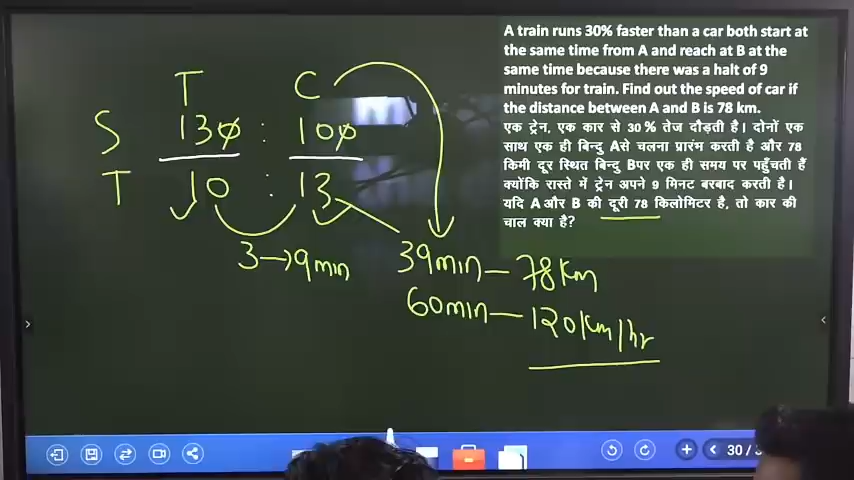 A train runs 30% faster than a car both start at
the same time from A and reach at B at the
same time because there was a halt of 9
minutes for train. Find out the speed of car if
the distance between A and B is 78 km.
एक ट्रेन, एक कार से 30 % तेज दौड़ती है। दोनों एक
साथ एक ही बिन्दु Aसे चलना प्रारंभ करती है और 78
किमी दूर स्थित बिन्दु Bपर एक ही समय पर पहुँचती हैं
क्योंकि रास्ते में ट्रेन अपने 9 मिनट बरबाद करती है।
यदि A और B की दूरी 78 किलोमिटर है, तो कार की
चाल क्या है?
T C
S 130 : 100
T 10 : 13
3→9min 39min — 78km
60min — 120km/hr
30/